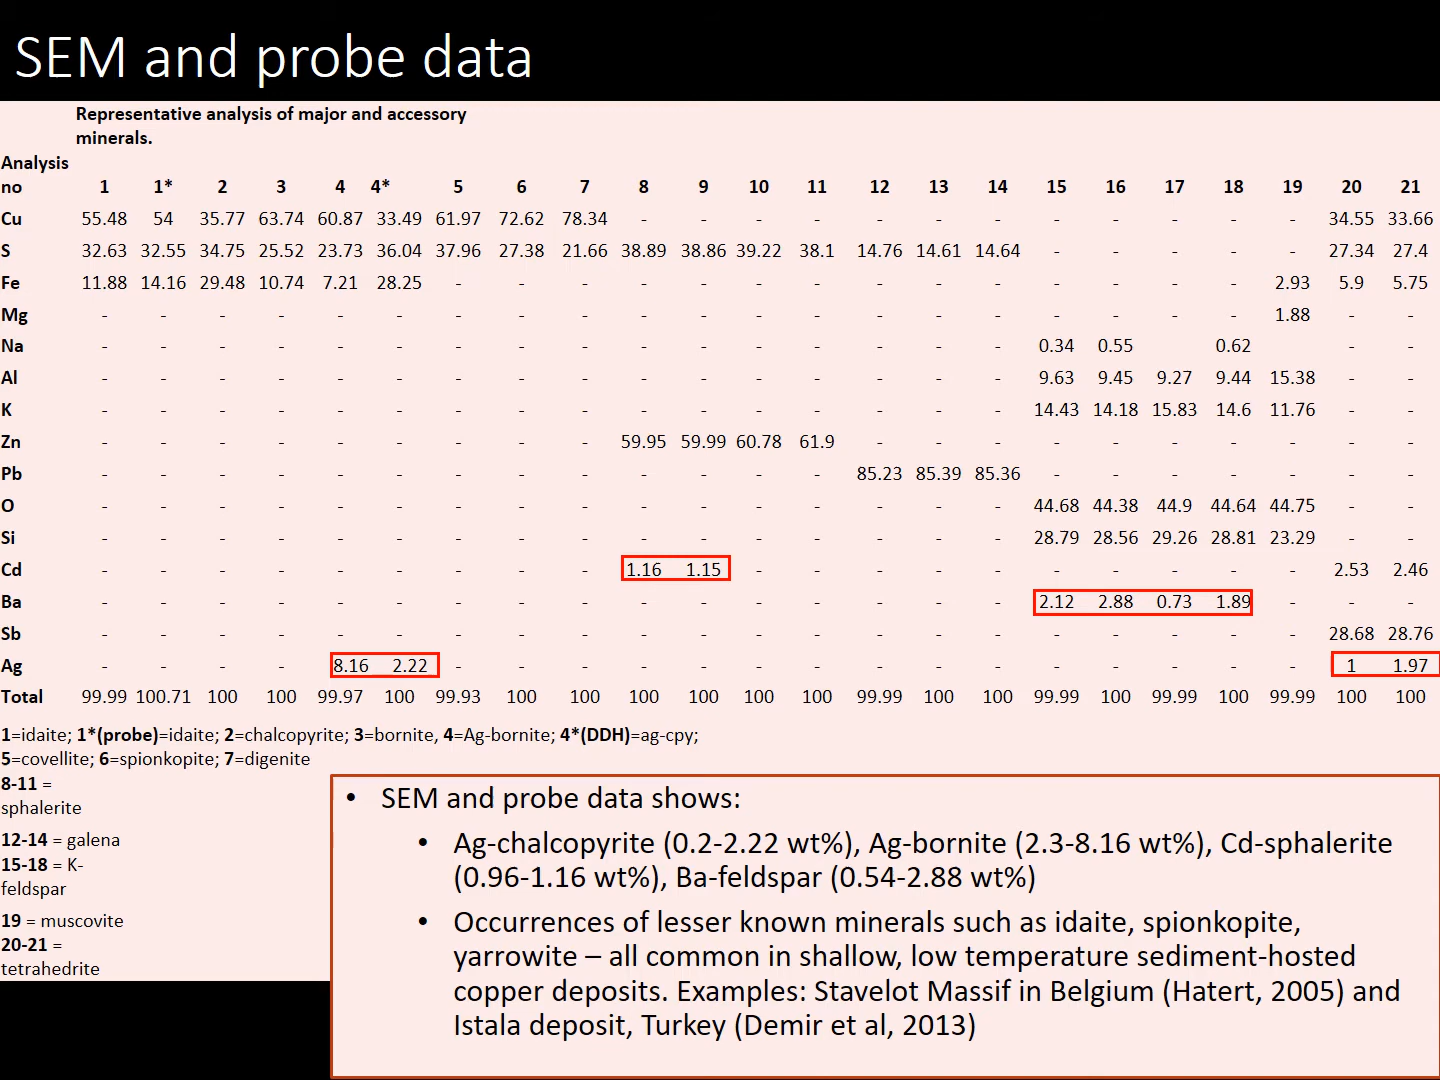 SEM and probe data
Representative analysis of major and accessory
minerals.
Analysis
no 1 1* 2 3 4 4* 5 6 7 8 9 10 11 12 13 14 15 16 17 18 19 20 21
Cu 55.48 54 35.77 63.74 60.87 33.49 61.97 72.62 78.34 - - - - - - - - - - - - 34.55 33.66
S 32.63 32.55 34.75 25.52 23.73 36.04 37.96 27.38 21.66 38.89 38.86 39.22 38.1 14.76 14.61 14.64 - - - - - 27.34 27.4
Fe 11.88 14.16 29.48 10.74 7.21 28.25 - - - - - - - - - - - - - - 2.93 5.9 5.75
Mg - - - - - - - - - - - - - - - - - - - - 1.88 - -
Na - - - - - - - - - - - - - - - - 0.34 0.55 0.62 - -
Al - - - - - - - - - - - - - - - - 9.63 9.45 9.27 9.44 15.38 - -
K - - - - - - - - - - - - - - - - 14.43 14.18 15.83 14.6 11.76 - -
Zn - - - - - - - - - 59.95 59.99 60.78 61.9 - - - - - - - - - -
Pb - - - - - - - - - - - - - 85.23 85.39 85.36 - - - - - - -
O - - - - - - - - - - - - - - - - 44.68 44.38 44.9 44.64 44.75 - -
Si - - - - - - - - - - - - - - - - 28.79 28.56 29.26 28.81 23.29 - -
Cd - - - - - - - - - 1.16 1.15 - - - - - - - - - - 2.53 2.46
Ba - - - - - - - - - - - - - - - - 2.12 2.88 0.73 1.89 - - -
Sb - - - - - - - - - - - - - - - - - - - - - 28.68 28.76
Ag - - - - 8.16 2.22 - - - - - - - - - - - - - - - 1 1.97
Total 99.99 100.71 100 100 99.97 100 99.93 100 100 100 100 100 100 99.99 100 100 99.99 100 99.99 100 99.99 100 100
1=idaite; 1*(probe)=idaite; 2=chalcopyrite; 3=bornite, 4=Ag-bornite; 4*(DDH)=ag-cpy;
5=covellite; 6=spionkopite; 7=digenite
8-11 =
sphalerite
12-14 = galena
15-18 = K-
feldspar
19 = muscovite
20-21 =
tetrahedrite
• SEM and probe data shows:
• Ag-chalcopyrite (0.2-2.22 wt%), Ag-bornite (2.3-8.16 wt%), Cd-sphalerite
(0.96-1.16 wt%), Ba-feldspar (0.54-2.88 wt%)
• Occurrences of lesser known minerals such as idaite, spionkopite,
yarrowite – all common in shallow, low temperature sediment-hosted
copper deposits. Examples: Stavelot Massif in Belgium (Hatert, 2005) and
Istala deposit, Turkey (Demir et al, 2013)